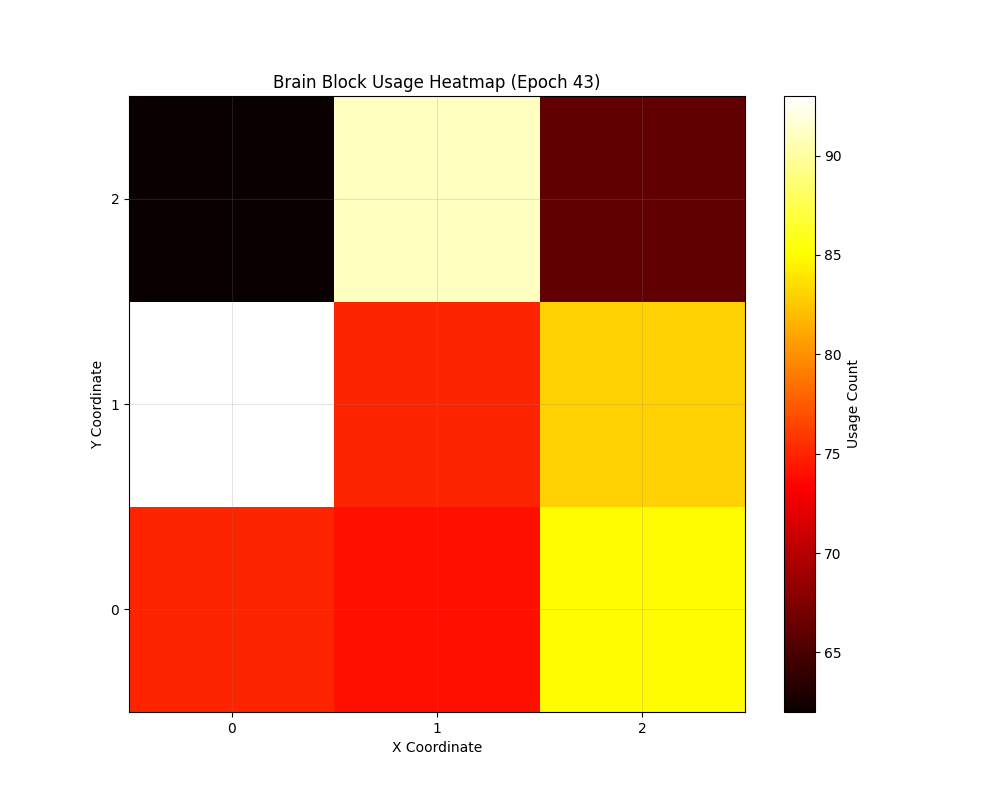 Brain Block Usage Heatmap (Epoch 43)
2
1
0
Y Coordinate
0 1 2
X Coordinate
90
85
80
75
70
65
Usage Count